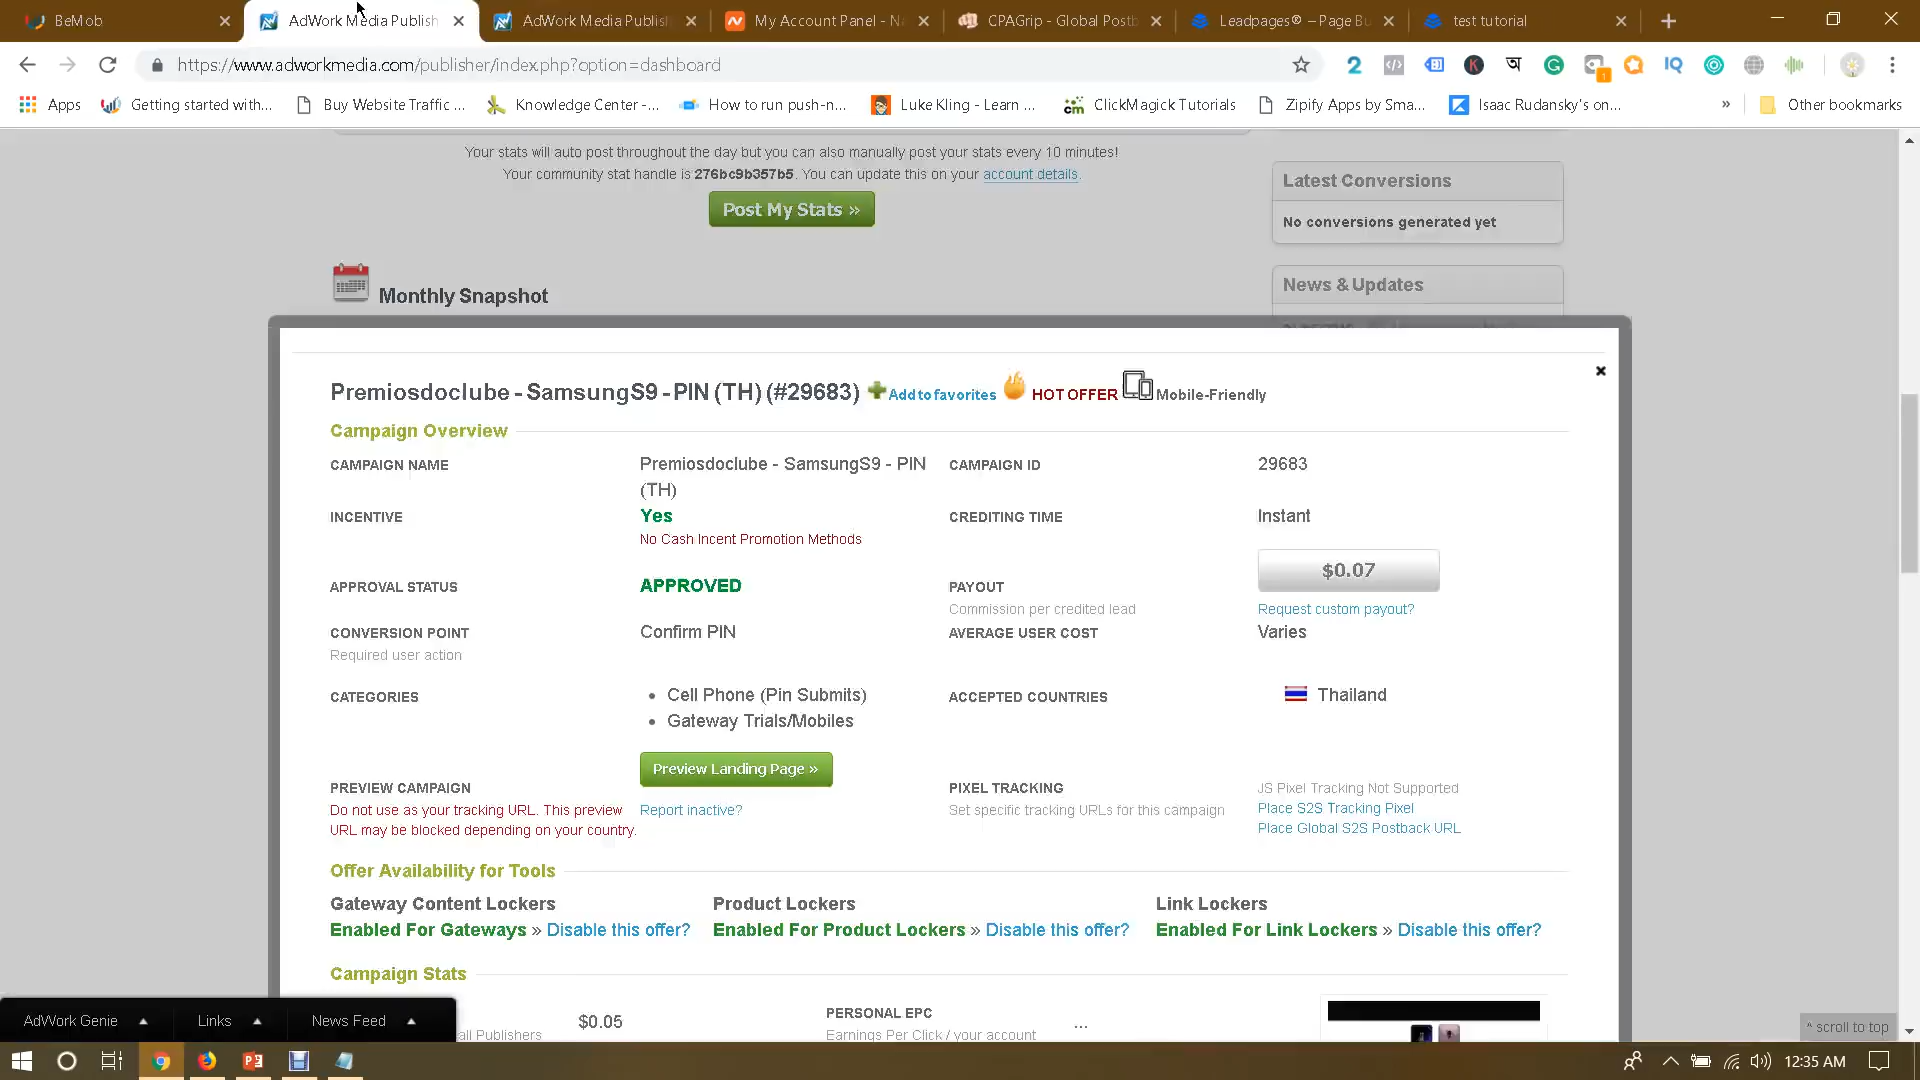 BeMob
AdWork Media Publish
AdWork Media Publis
My Account Panel - Na
CPAGrip - Global Postb
Leadpages® – Page Bu
test tutorial
https://www.adworkmedia.com/publisher/index.php?option=dashboard
Apps
Getting started with...
Buy Website Traffic ...
Knowledge Center -...
How to run push-n...
Luke Kling - Learn ...
ClickMagick Tutorials
Zipify Apps by Sma...
Isaac Rudansky's on...
»
Other bookmarks
Your stats will auto post throughout the day but you can also manually post your stats every 10 minutes!
Your community stat handle is 276bc9b357b5. You can update this on your account details.
Post My Stats »
Latest Conversions
No conversions generated yet
News & Updates
Monthly Snapshot
Premiosdoclube - SamsungS9 - PIN (TH) (#29683) Add to favorites HOT OFFER Mobile-Friendly
Campaign Overview
CAMPAIGN NAME
Premiosdoclube - SamsungS9 - PIN
(TH)
CAMPAIGN ID
29683
INCENTIVE
Yes
No Cash Incent Promotion Methods
CREDITING TIME
Instant
APPROVAL STATUS
APPROVED
PAYOUT
Commission per credited lead
$0.07
Request custom payout?
CONVERSION POINT
Required user action
Confirm PIN
AVERAGE USER COST
Varies
CATEGORIES
• Cell Phone (Pin Submits)
• Gateway Trials/Mobiles
ACCEPTED COUNTRIES
Thailand
PREVIEW CAMPAIGN
Do not use as your tracking URL. This preview
URL may be blocked depending on your country.
Preview Landing Page »
Report inactive?
PIXEL TRACKING
Set specific tracking URLs for this campaign
JS Pixel Tracking Not Supported
Place S2S Tracking Pixel
Place Global S2S Postback URL
Offer Availability for Tools
Gateway Content Lockers
Enabled For Gateways » Disable this offer?
Product Lockers
Enabled For Product Lockers » Disable this offer?
Link Lockers
Enabled For Link Lockers » Disable this offer?
Campaign Stats
all Publishers
$0.05
PERSONAL EPC
Earnings Per Click / your account
...
AdWork Genie
Links
News Feed
^ scroll to top
12:35 AM